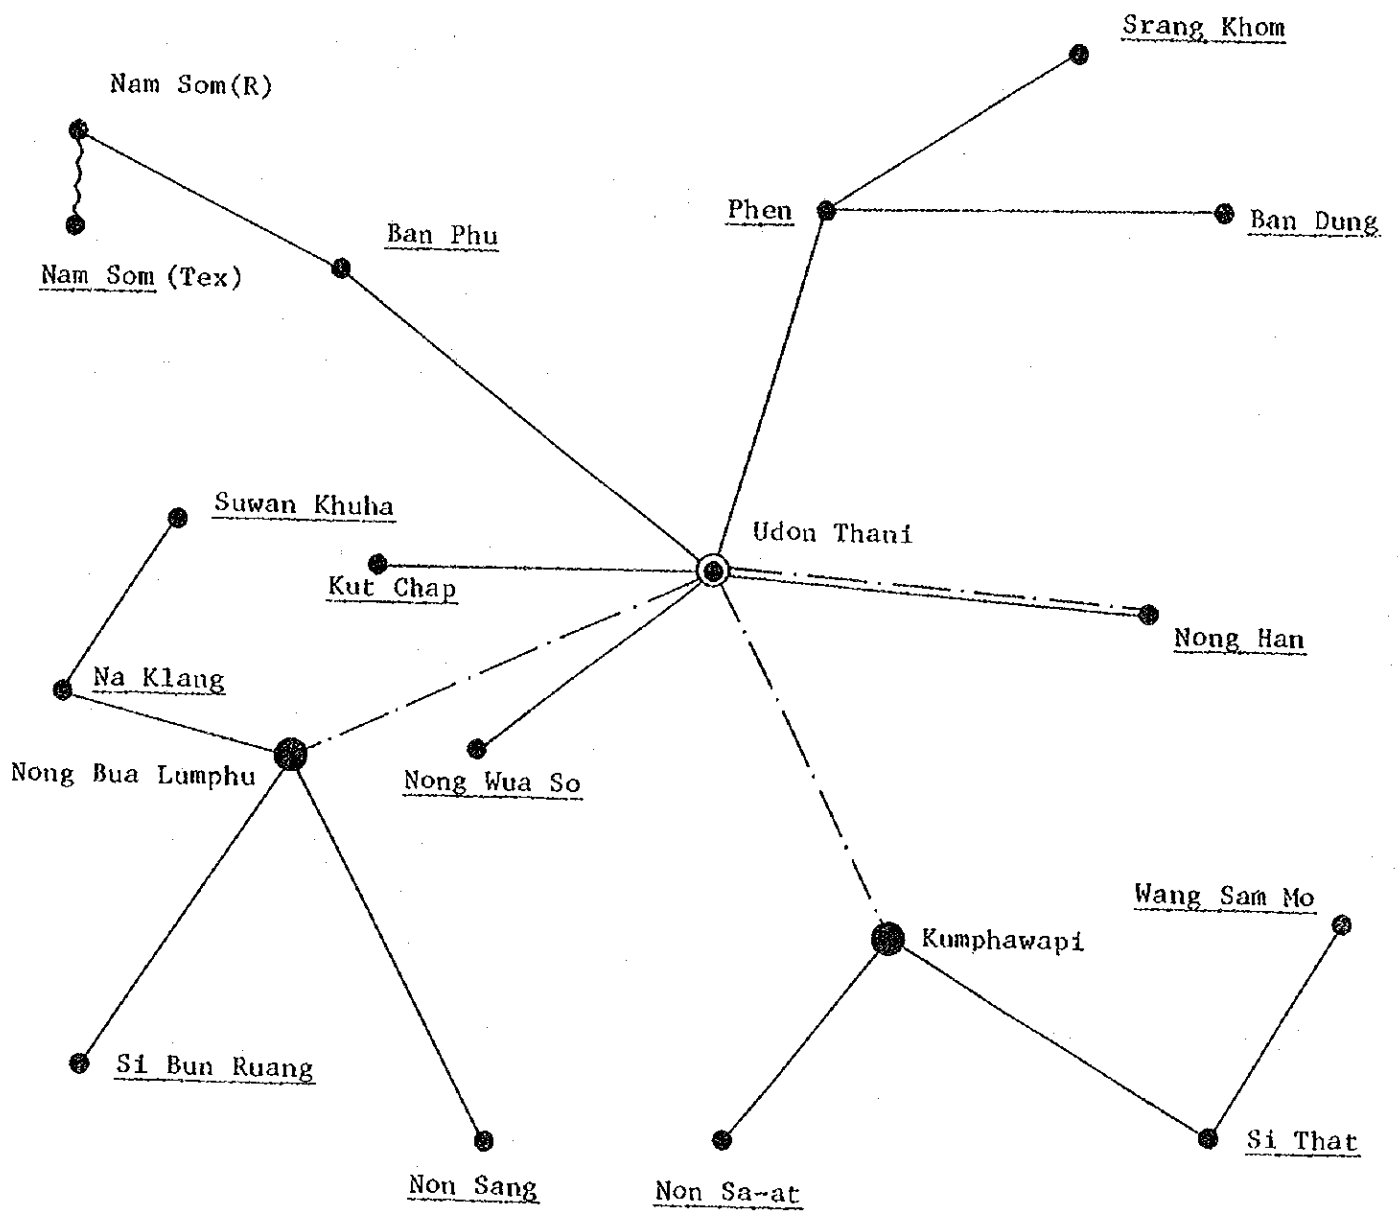 Srang Khom
Nam Som(R)
Phen
Ban Dung
Ban Phu
Nam Som (Tex)
Suwan Khuha
Udon Thani
Kut Chap
Nong Han
Na Klang
Nong Bua Lumphu
Nong Wua So
Wang Sam Mo
Kumphawapi
Si Bun Ruang
Si That
Non Sang
Non Sa-at